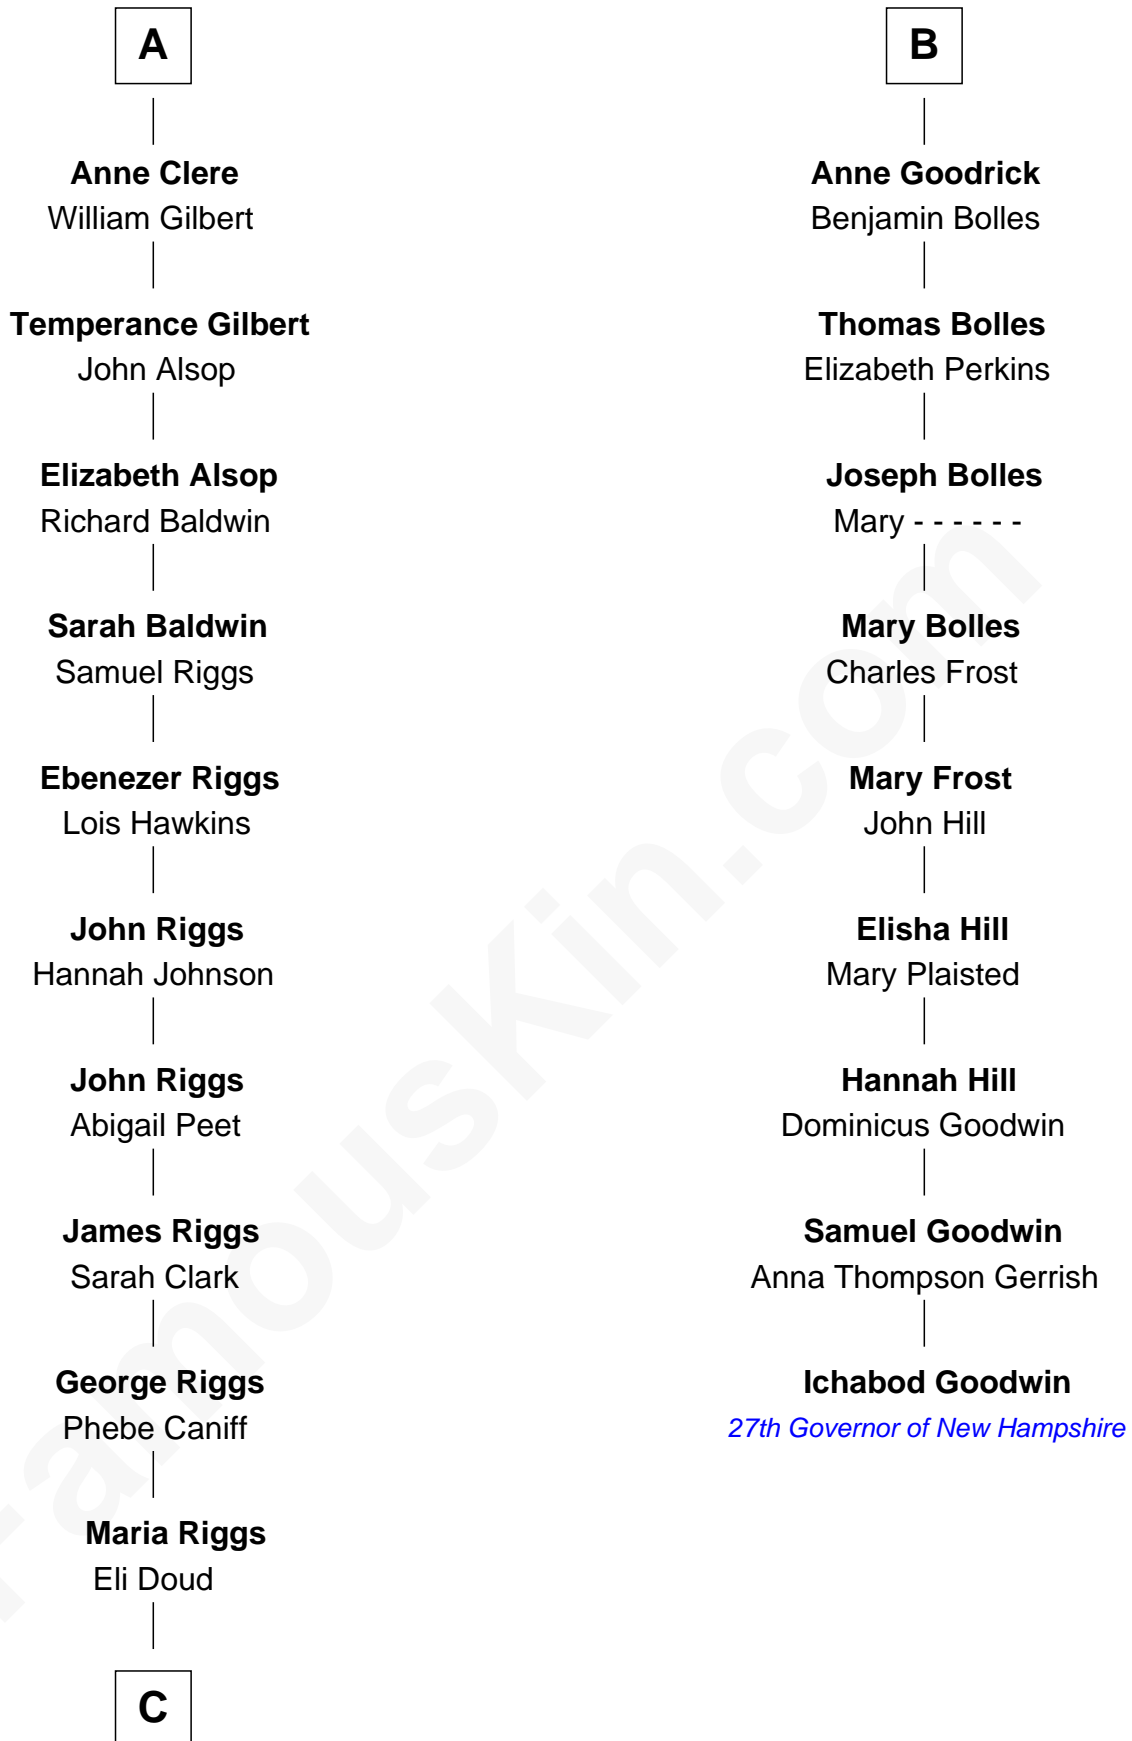 A
Anne Clere
William Gilbert
Temperance Gilbert
John Alsop
Elizabeth Alsop
Richard Baldwin
Sarah Baldwin
Samuel Riggs
Ebenezer Riggs
Lois Hawkins
John Riggs
Hannah Johnson
John Riggs
Abigail Peet
James Riggs
Sarah Clark
George Riggs
Phebe Caniff
Maria Riggs
Eli Doud
C
B
Anne Goodrick
Benjamin Bolles
Thomas Bolles
Elizabeth Perkins
Joseph Bolles
Mary - - - - - -
Mary Bolles
Charles Frost
Mary Frost
John Hill
Elisha Hill
Mary Plaisted
Hannah Hill
Dominicus Goodwin
Samuel Goodwin
Anna Thompson Gerrish
Ichabod Goodwin
27th Governor of New Hampshire
FamousKin.com